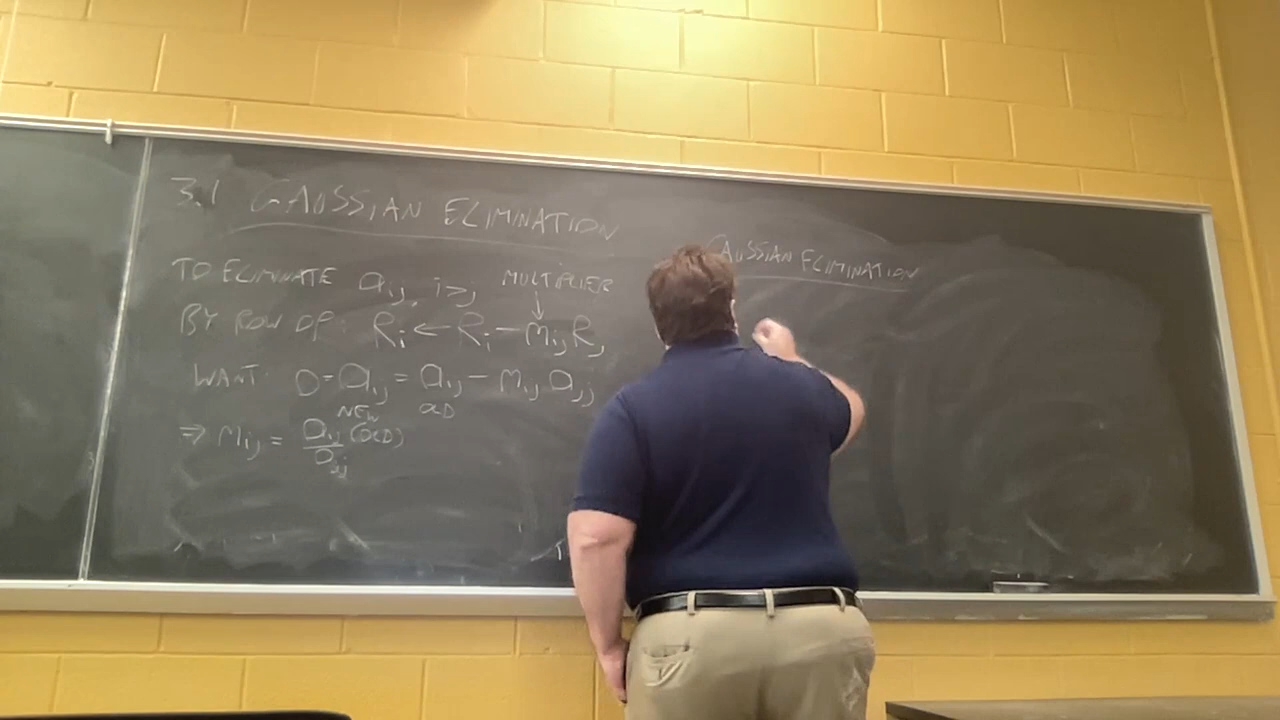 3.1 GAUSSIAN ELIMINATION
TO ELIMINATE a_ij, i>j MULTIPLIER
↓
BY ROW OP: R_i ← R_i - m_ij R_j
WANT: 0 = a_ij = a_ij - m_ij a_jj
NEW OLD
⇒ m_ij = a_ij (OLD) / a_jj
GAUSSIAN ELIMINATION